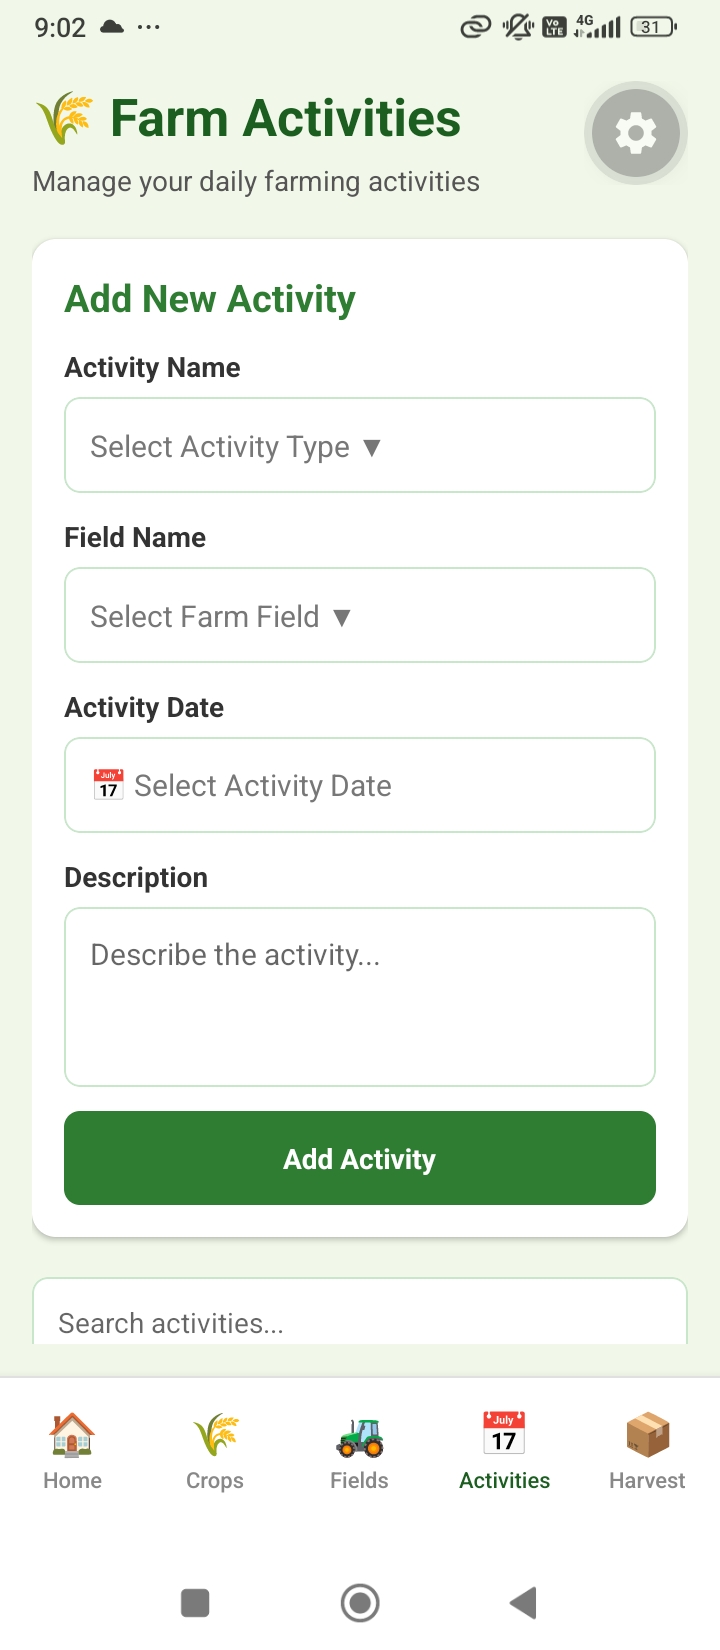 9:02
Vo LTE 4G 31
Farm Activities
Manage your daily farming activities
Add New Activity
Activity Name
Select Activity Type ▼
Field Name
Select Farm Field ▼
Activity Date
July 17 Select Activity Date
Description
Describe the activity...
Add Activity
Search activities...
July 17
Home Crops Fields Activities Harvest